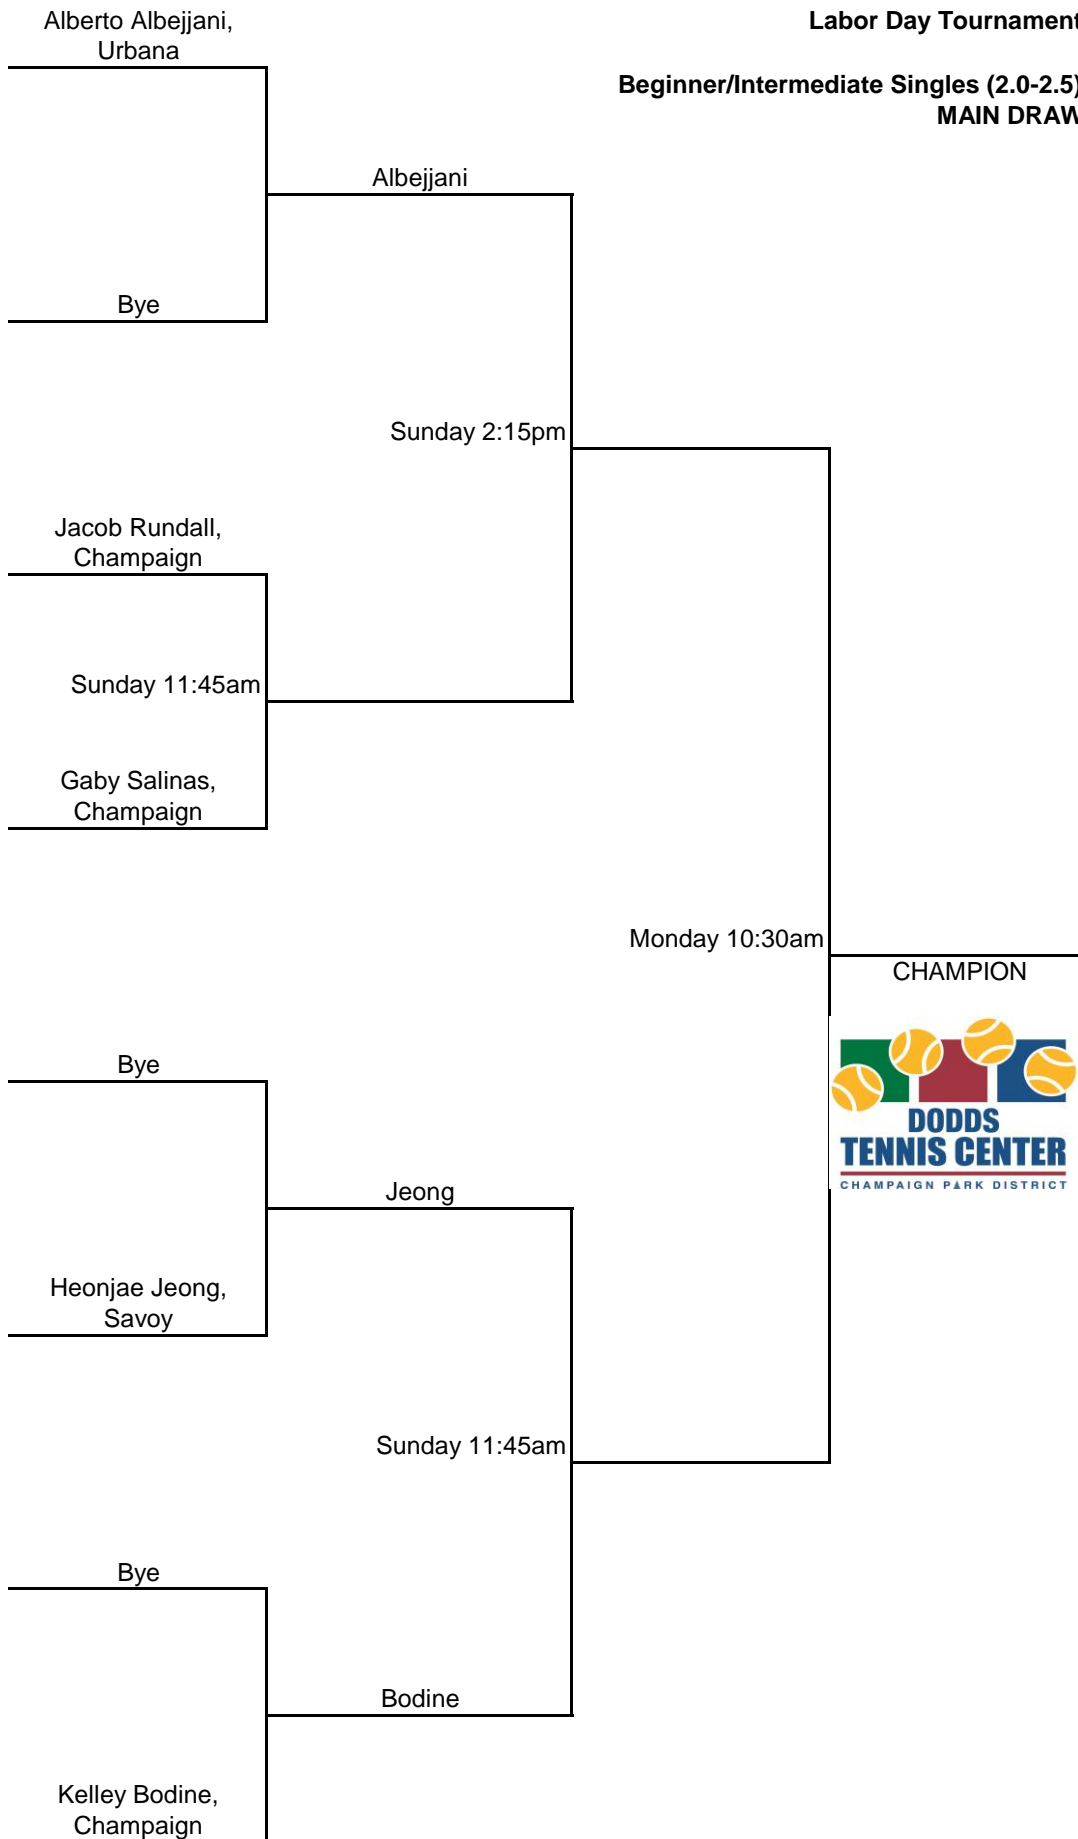 Alberto Albejjani,
Urbana
Labor Day Tournament
Beginner/Intermediate Singles (2.0-2.5)
MAIN DRAW
Albejjani
Bye
Sunday 2:15pm
Jacob Rundall,
Champaign
Sunday 11:45am
Gaby Salinas,
Champaign
Monday 10:30am
CHAMPION
Bye
DODDS
TENNIS CENTER
CHAMPAIGN PARK DISTRICT
Jeong
Heonjae Jeong,
Savoy
Sunday 11:45am
Bye
Bodine
Kelley Bodine,
Champaign